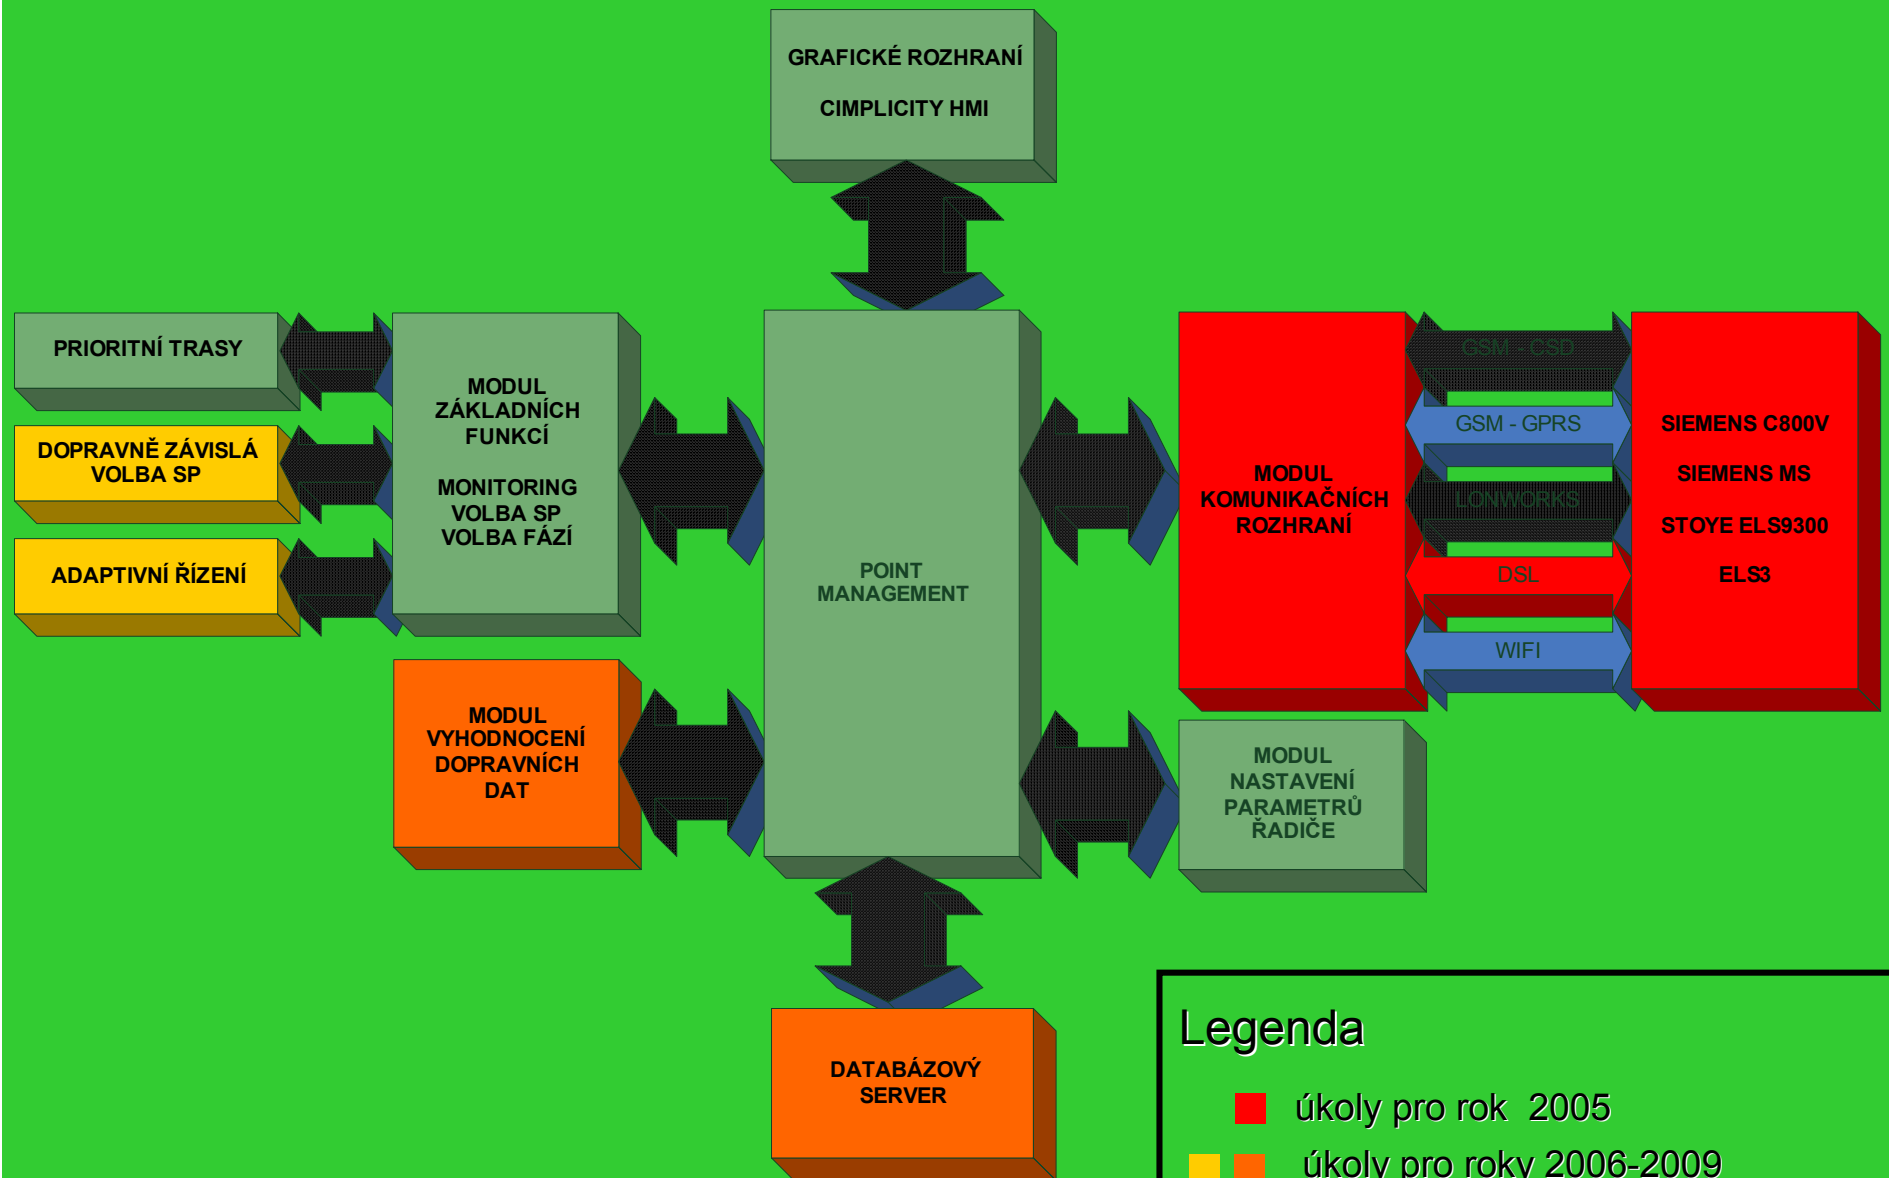 GRAFICKÉ ROZHRANÍ
CIMPLICITY HMI
PRIORITNÍ TRASY
DOPRAVNĚ ZÁVISLÁ
VOLBA SP
ADAPTIVNÍ ŘÍZENÍ
MODUL
ZÁKLADNÍCH
FUNKCÍ
MONITORING
VOLBA SP
VOLBA FÁZÍ
MODUL
VYHODNOCENÍ
DOPRAVNÍCH
DAT
POINT
MANAGEMENT
MODUL
KOMUNIKAČNÍCH
ROZHRANÍ
GSM - CSD
GSM - GPRS
LONWORKS
DSL
WIFI
SIEMENS C800V
SIEMENS MS
STOYE ELS9300
ELS3
MODUL
NASTAVENÍ
PARAMETRŮ
ŘADIČE
DATABÁZOVÝ
SERVER
Legenda
úkoly pro rok 2005
úkoly pro roky 2006-2009